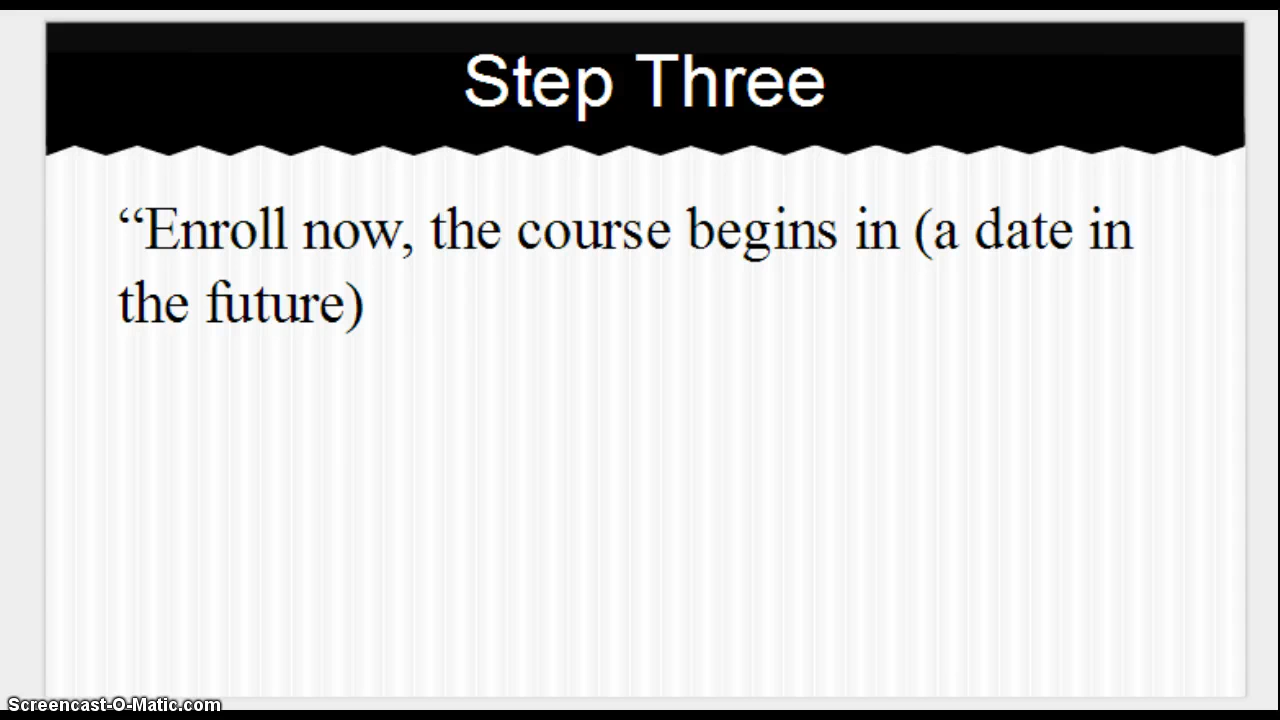 Step Three
“Enroll now, the course begins in (a date in
the future)
Screencast-O-Matic.com